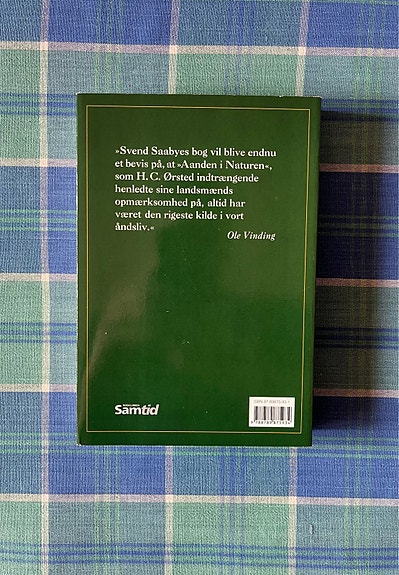 »Svend Saabyes bog vil blive endnu
et bevis på, at »Aanden i Naturen«,
som H. C. Ørsted indtrængende
henledte sine landsmænds
opmærksomhed på, altid har
været den rigeste kilde i vort
åndsliv.«
Ole Vinding
Samtid